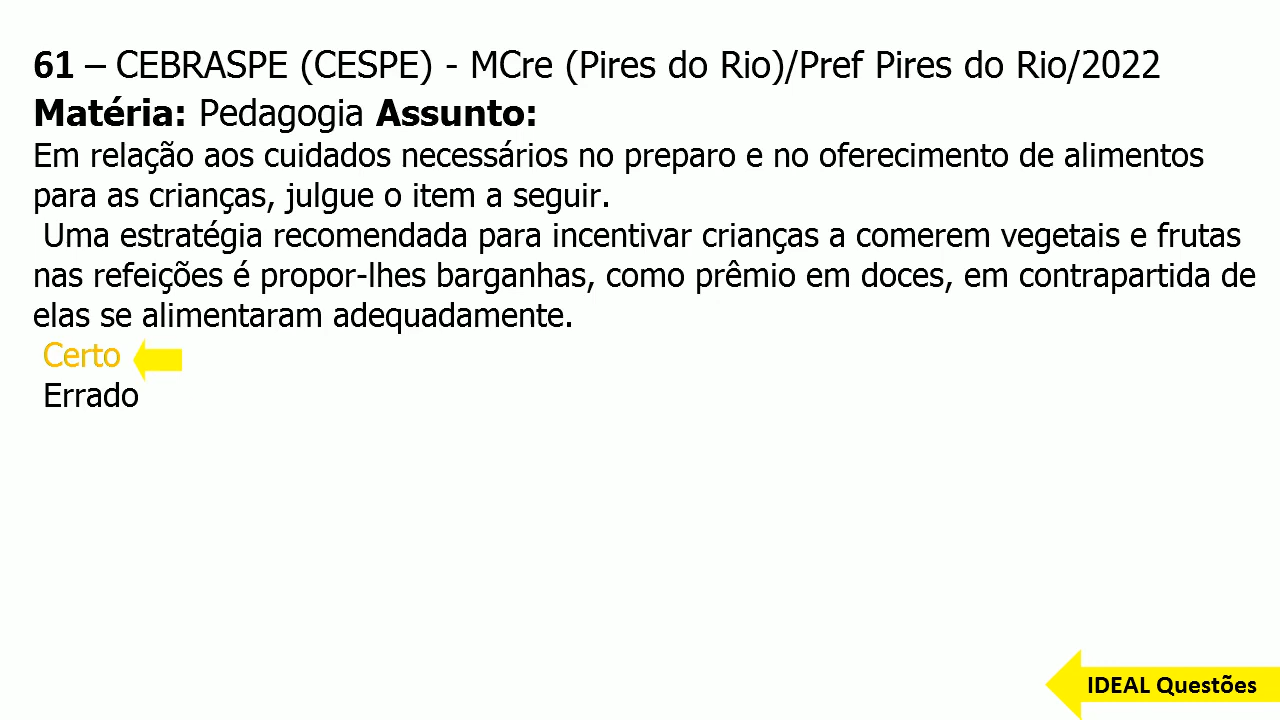 61 – CEBRASPE (CESPE) - MCre (Pires do Rio)/Pref Pires do Rio/2022
Matéria: Pedagogia Assunto:
Em relação aos cuidados necessários no preparo e no oferecimento de alimentos
para as crianças, julgue o item a seguir.
Uma estratégia recomendada para incentivar crianças a comerem vegetais e frutas
nas refeições é propor-lhes barganhas, como prêmio em doces, em contrapartida de
elas se alimentaram adequadamente.
Certo
Errado
IDEAL Questões